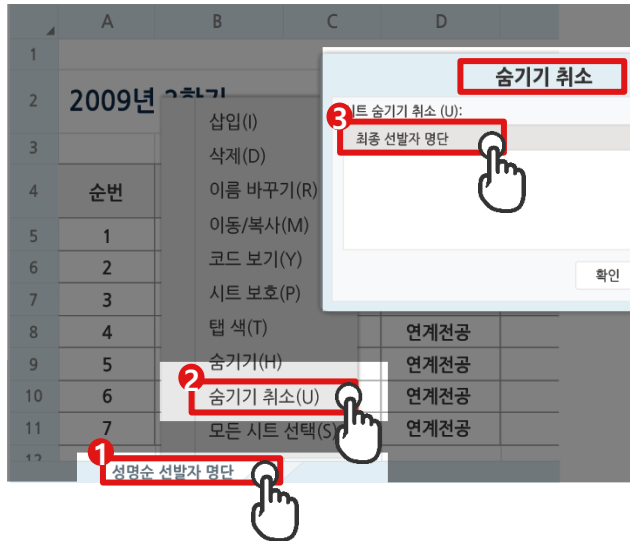 A B C D
1
숨기기 취소
2 2009년 2학기
삽입(I)
3 시트 숨기기 취소 (U):
최종 선발자 명단
3
삭제(D)
4 순번
이름 바꾸기(R)
이동/복사(M)
5 1
코드 보기(Y)
6 2
확인
시트 보호(P)
7 3
탭 색(T)
8 4 연계전공
숨기기(H)
9 5 연계전공
2 숨기기 취소(U)
10 6 연계전공
모든 시트 선택(S)
11 7 연계전공
12
1 성명순 선발자 명단